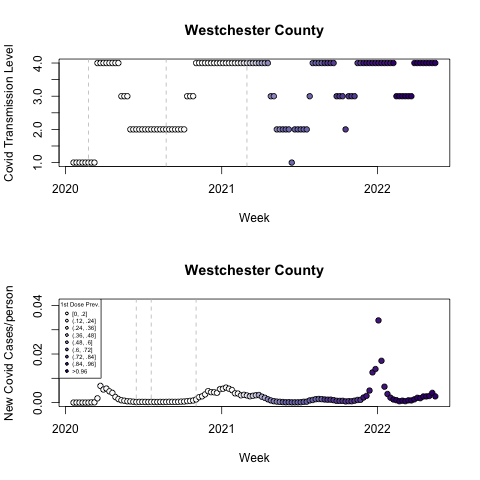 Westchester County
Covid Transmission Level
4.0
3.0
2.0
1.0
2020 2021 2022
Week
Westchester County
New Covid Cases/person
0.04
0.02
0.00
1st Dose Prev.
[0, .2]
(.12, .24]
(.24, .36]
(.36, .48]
(.48, .6]
(.6, .72]
(.72, .84]
(.84, .96]
>0.96
2020 2021 2022
Week